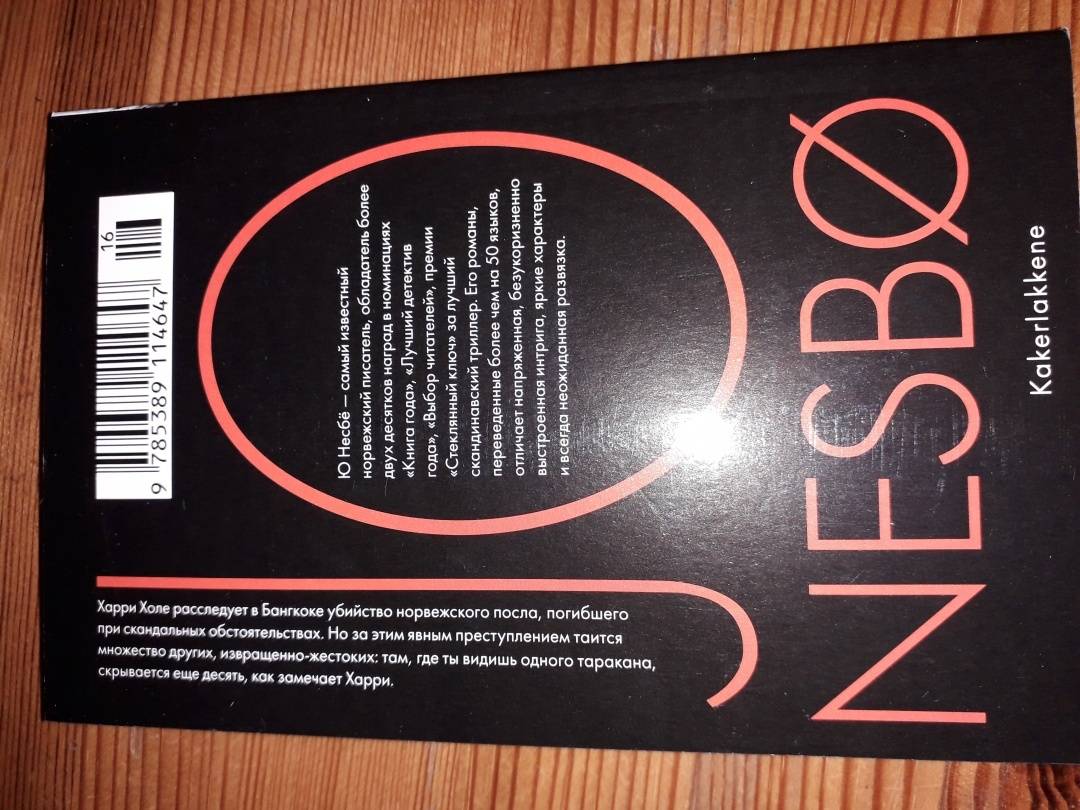 16
9 785389 114647
Ю Несбё — самый известный
норвежский писатель, обладатель более
двух десятков наград в номинациях
«Книга года», «Лучший детектив
года», «Выбор читателей», премии
«Стеклянный ключ» за лучший
скандинавский триллер. Его романы,
переведенные более чем на 50 языков,
отличает напряженная, безукоризненно
выстроенная интрига, яркие характеры
и всегда неожиданная развязка.
Харри Холе расследует в Бангкоке убийство норвежского посла, погибшего
при скандальных обстоятельствах. Но за этим явным преступлением таится
множество других, извращенно-жестоких: там, где ты видишь одного таракана,
скрывается еще десять, как замечает Харри.
JO
NESBØ
Kakerlakkene